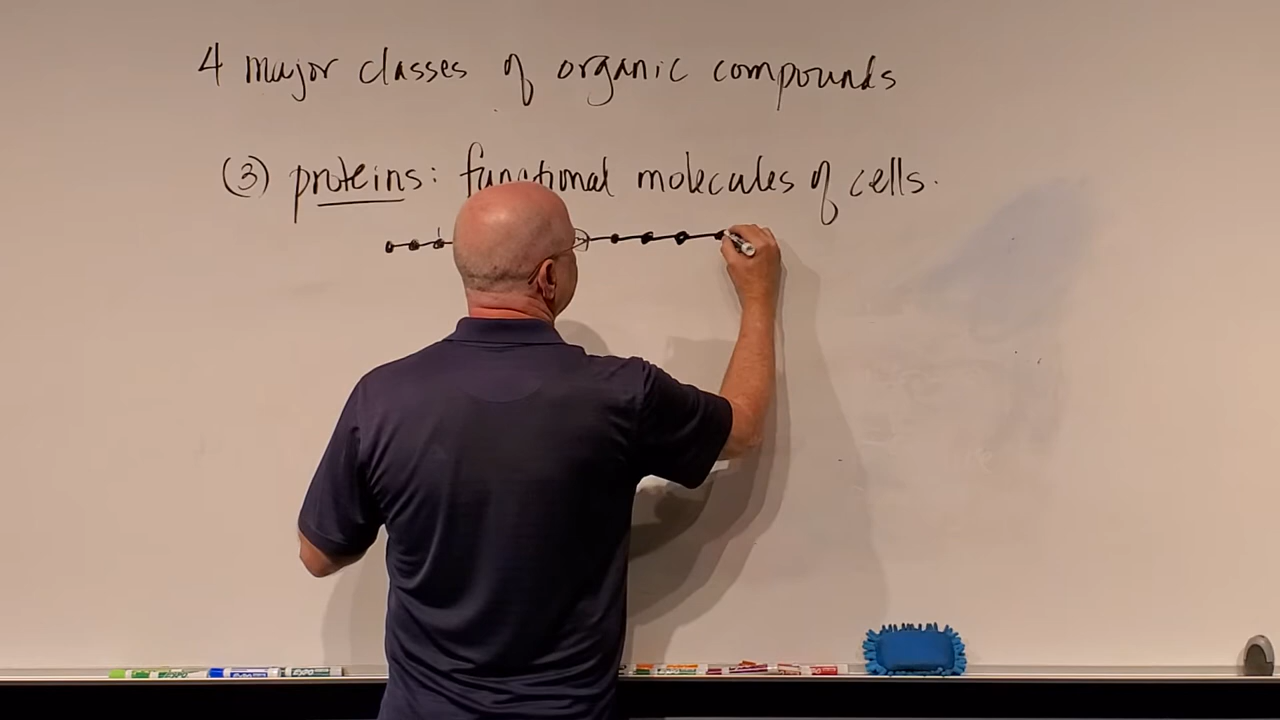 4 major classes of organic compounds
(3) proteins: functional molecules of cells.